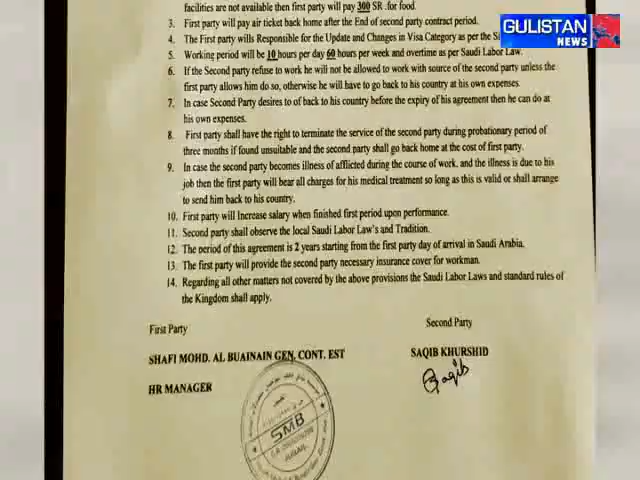 facilities are not available then first party will pay 300 SR .for food.
3. First party will pay air ticket back home after the End of second party contract period.
4. The First party wills Responsible for the Update and Changes in Visa Category as per the
GULISTAN
NEWS
5. Working period will be 10 hours per day 60 hours per week and overtime as per Saudi Labor Law.
6. If the Second party refuse to work he will not be allowed to work with source of the second party unless the
first party allows him do so, otherwise he will have to go back to his country at his own expenses.
7. In case Second Party desires to of back to his country before the expiry of his agreement then he can do at
his own expenses.
8. First party shall have the right to terminate the service of the second party during probationary period of
three months if found unsuitable and the second party shall go back home at the cost of first party.
9. In case the second party becomes illness of afflicted during the course of work, and the illness is due to his
job then the first party will bear all charges for his medical treatment so long as this is valid or shall arrange
to send him back to his country.
10. First party will Increase salary when finished first period upon performance.
11. Second party shall observe the local Saudi Labor Law's and Tradition.
12. The period of this agreement is 2 years starting from the first party day of arrival in Saudi Arabia.
13. The first party will provide the second party necessary insurance cover for workman.
14. Regarding all other matters not covered by the above provisions the Saudi Labor Laws and standard rules of
the Kingdom shall apply.
First Party
Second Party
SHAFI MOHD. AL BUAINAIN GEN. CONT. EST
SAQIB KHURSHID
Saqib
HR MANAGER
SMB
JUBAIL